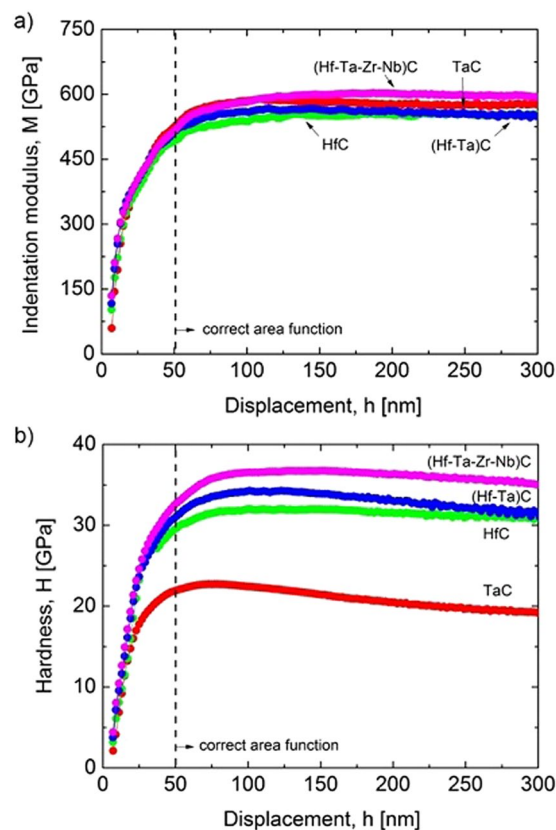 a)
750
600
450
300
150
0
Indentation modulus, M [GPa]
(Hf-Ta-Zr-Nb)C
TaC
HfC
(Hf-Ta)C
correct area function
0 50 100 150 200 250 300
Displacement, h [nm]
b)
40
30
20
10
0
Hardness, H [GPa]
(Hf-Ta-Zr-Nb)C
(Hf-Ta)C
HfC
TaC
correct area function
0 50 100 150 200 250 300
Displacement, h [nm]